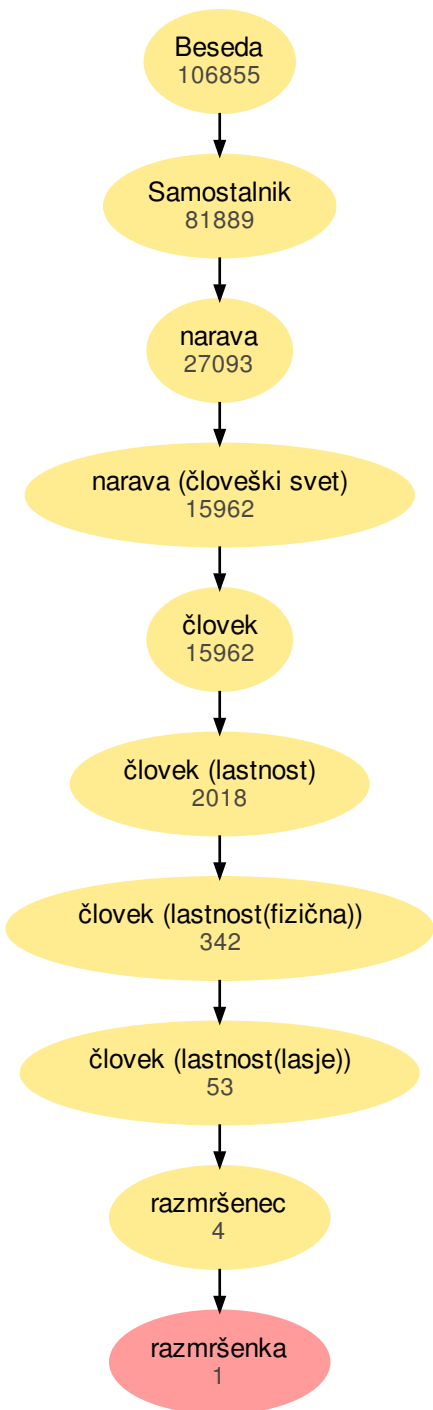 Beseda
106855
Samostalnik
81889
narava
27093
narava (človeški svet)
15962
človek
15962
človek (lastnost)
2018
človek (lastnost(fizična))
342
človek (lastnost(lasje))
53
razmršenec
4
razmršenka
1